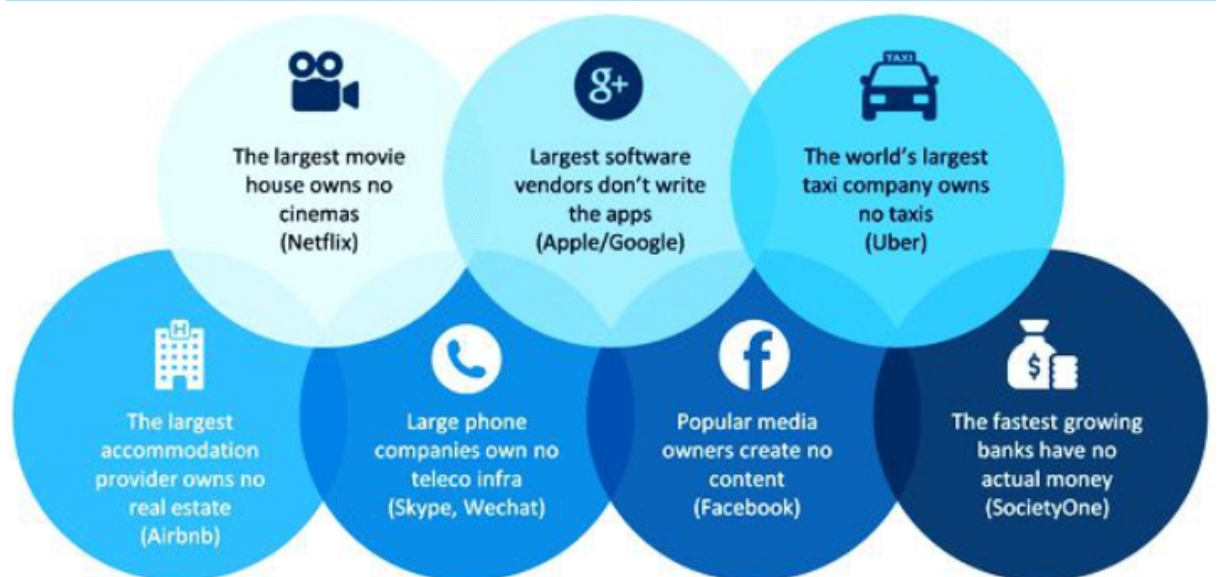 The largest movie
house owns no
cinemas
(Netflix)
g+
Largest software
vendors don't write
the apps
(Apple/Google)
TAXI
The world's largest
taxi company owns
no taxis
(Uber)
H
The largest
accommodation
provider owns no
real estate
(Airbnb)
Large phone
companies own no
teleco infra
(Skype, Wechat)
f
Popular media
owners create no
content
(Facebook)
$
The fastest growing
banks have no
actual money
(SocietyOne)